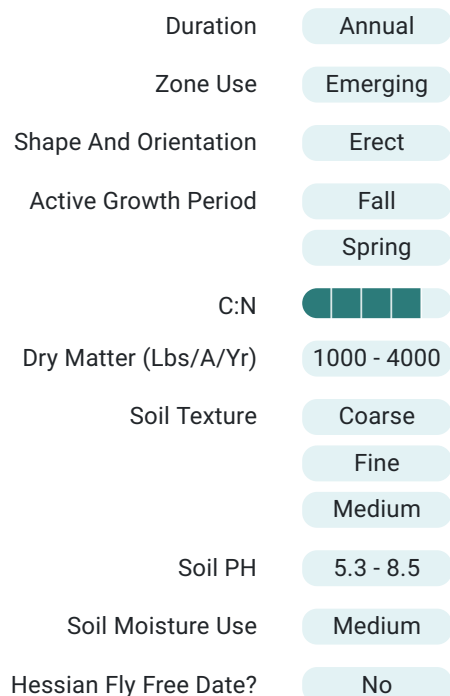 Duration Annual
Zone Use Emerging
Shape And Orientation Erect
Active Growth Period Fall
Spring
C:N
Dry Matter (Lbs/A/Yr) 1000 - 4000
Soil Texture Coarse
Fine
Medium
Soil PH 5.3 - 8.5
Soil Moisture Use Medium
Hessian Fly Free Date? No